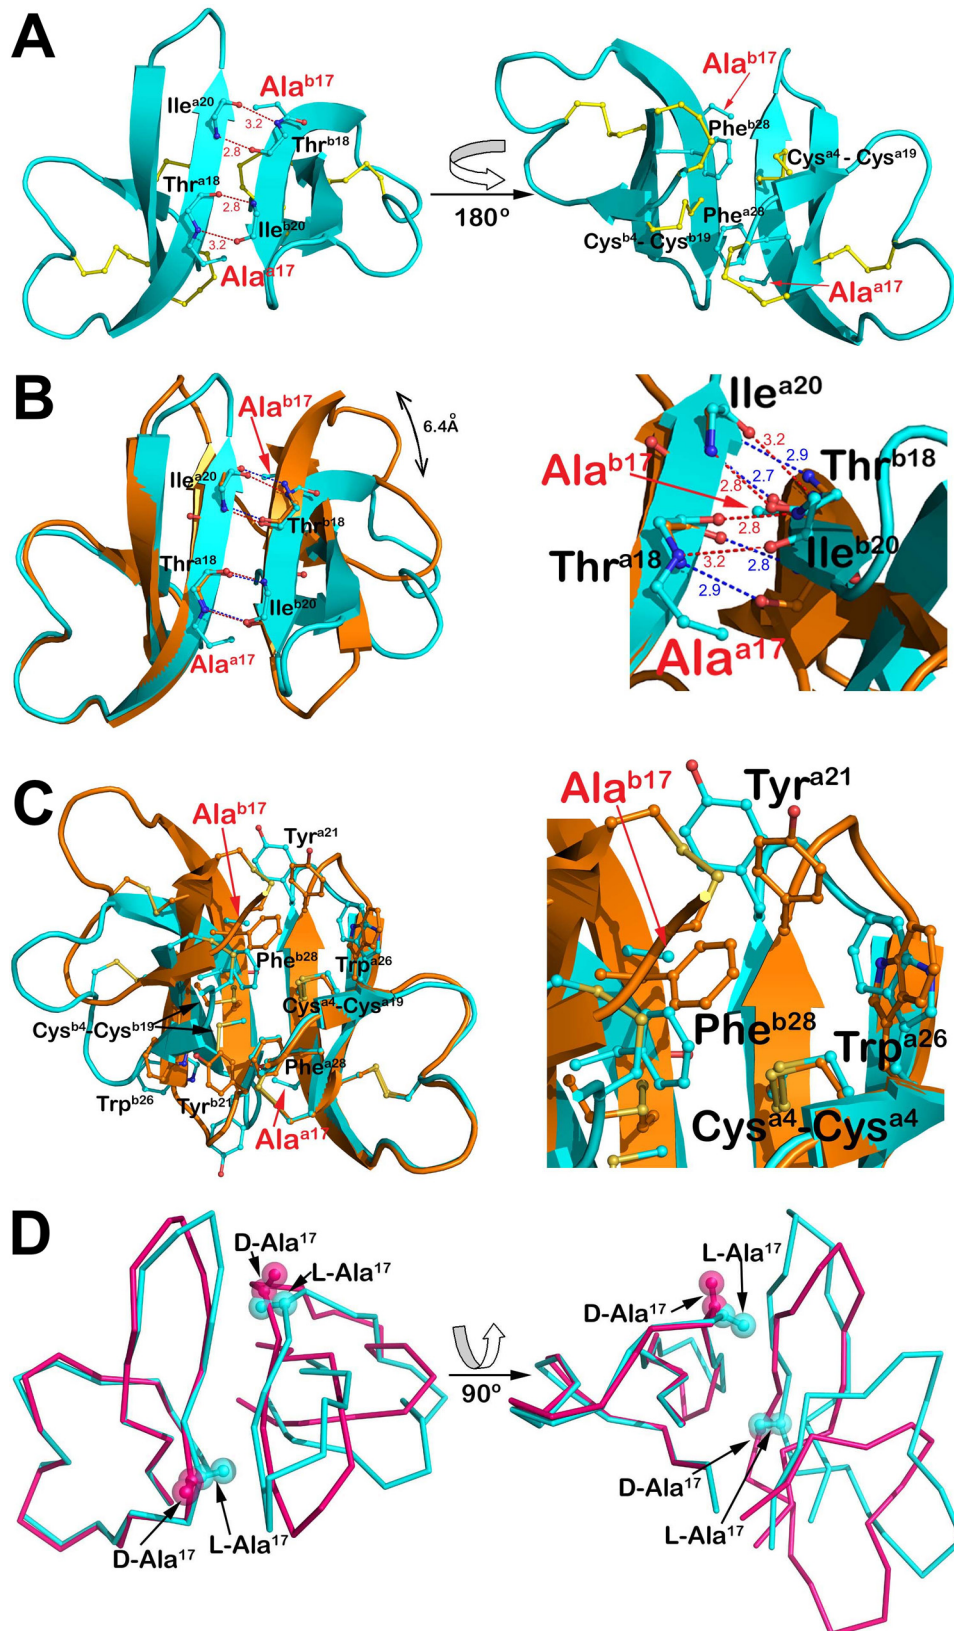 A
Ala^b17
Ile^a20
3.2
Thr^b18
2.8
Thr^a18
2.8
Ile^b20
3.2
Ala^a17
180°
Ala^b17
Phe^b28
Cys^a4 - Cys^a19
Phe^a28
Cys^b4 - Cys^b19
Ala^a17
B
Ala^b17
6.4Å
Ile^a20
Thr^b18
Thr^a18
Ile^b20
Ala^a17
Ile^a20
3.2
2.9
Thr^b18
Ala^b17
2.7
2.8
2.8
Ile^b20
Thr^a18
3.2
2.8
2.9
Ala^a17
C
Ala^b17
Tyr^a21
Phe^b28
Trp^a26
Cys^a4-Cys^a19
Cys^b4-Cys^b19
Phe^a28
Trp^b26
Tyr^b21
Ala^a17
Ala^b17
Tyr^a21
Phe^b28
Trp^a26
Cys^a4-Cys^a4
D
D-Ala^17
L-Ala^17
D-Ala^17
L-Ala^17
90°
L-Ala^17
D-Ala^17
D-Ala^17
L-Ala^17